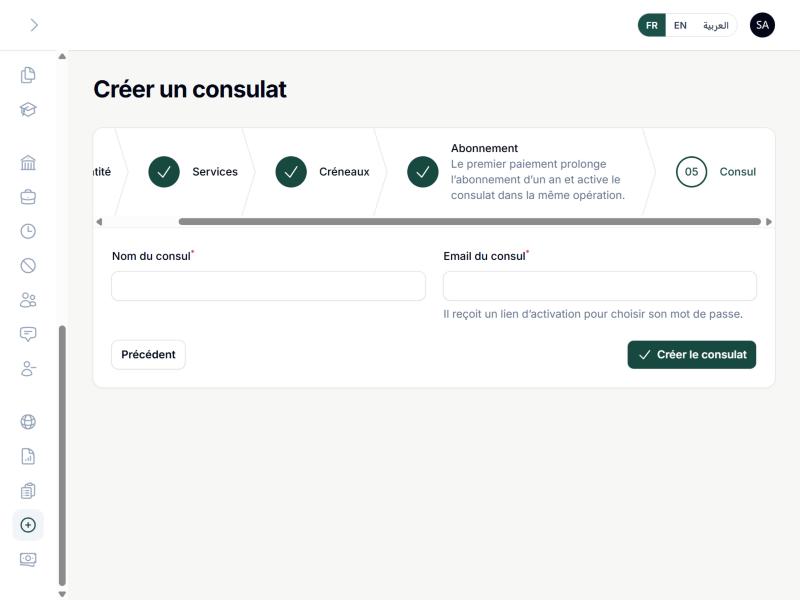 FR EN العربية SA
Créer un consulat
Services
Créneaux
Abonnement
Le premier paiement prolonge
l’abonnement d’un an et active le
consulat dans la même opération.
05 Consul
Nom du consul*
Email du consul*
Il reçoit un lien d’activation pour choisir son mot de passe.
Précédent
Créer le consulat